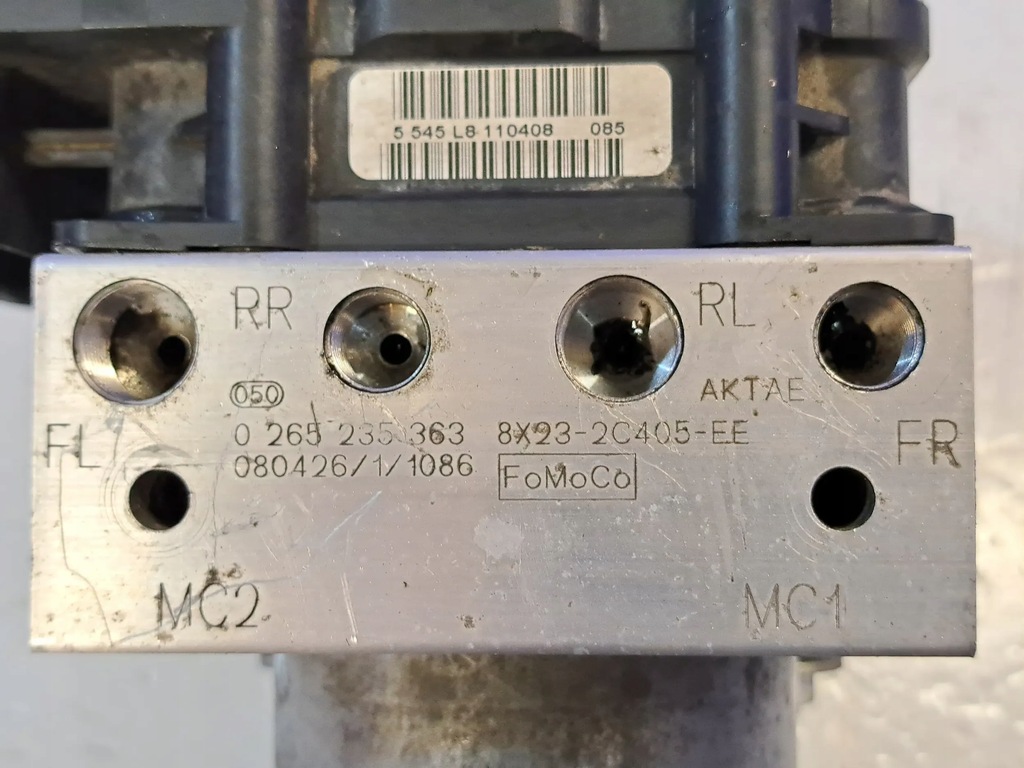 5 545 L8 110408 085
RR
RL
050
AKTAE
FL
0 265 235 363
8X23-2C405-EE
FR
080426/1/1086
FoMoCo
MC2
MC1